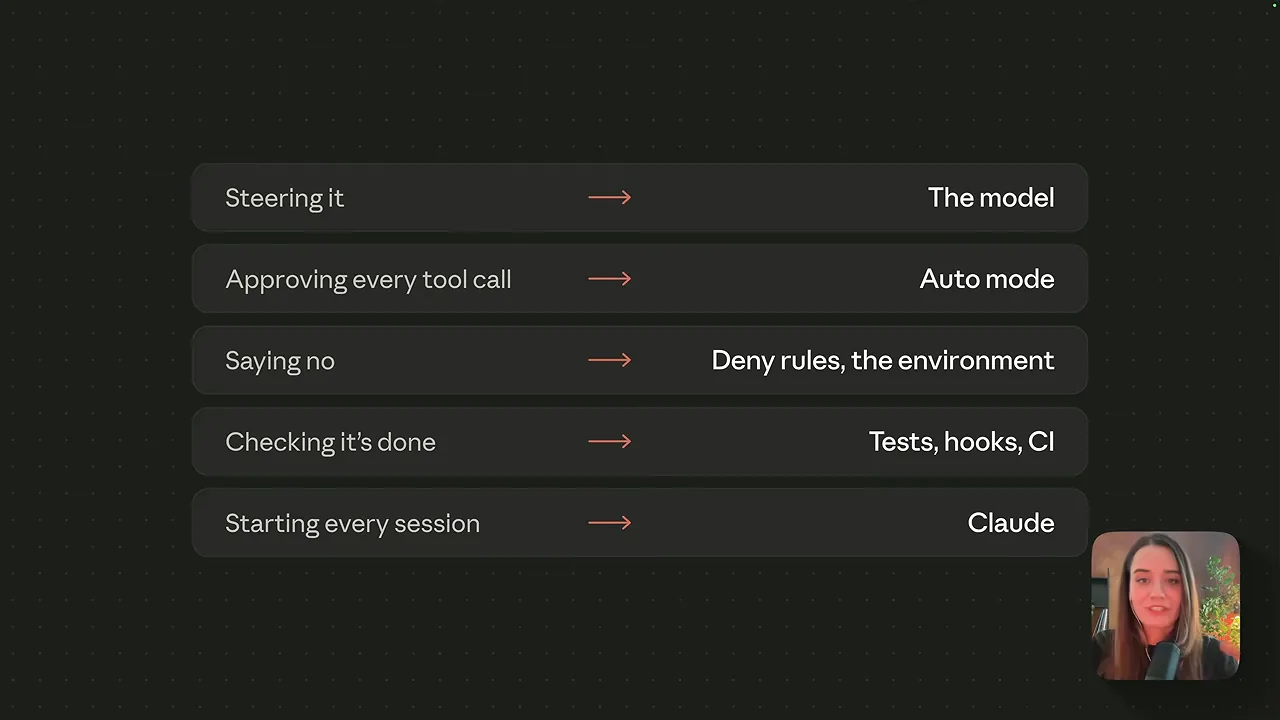 Steering it → The model
Approving every tool call → Auto mode
Saying no → Deny rules, the environment
Checking it’s done → Tests, hooks, CI
Starting every session → Claude